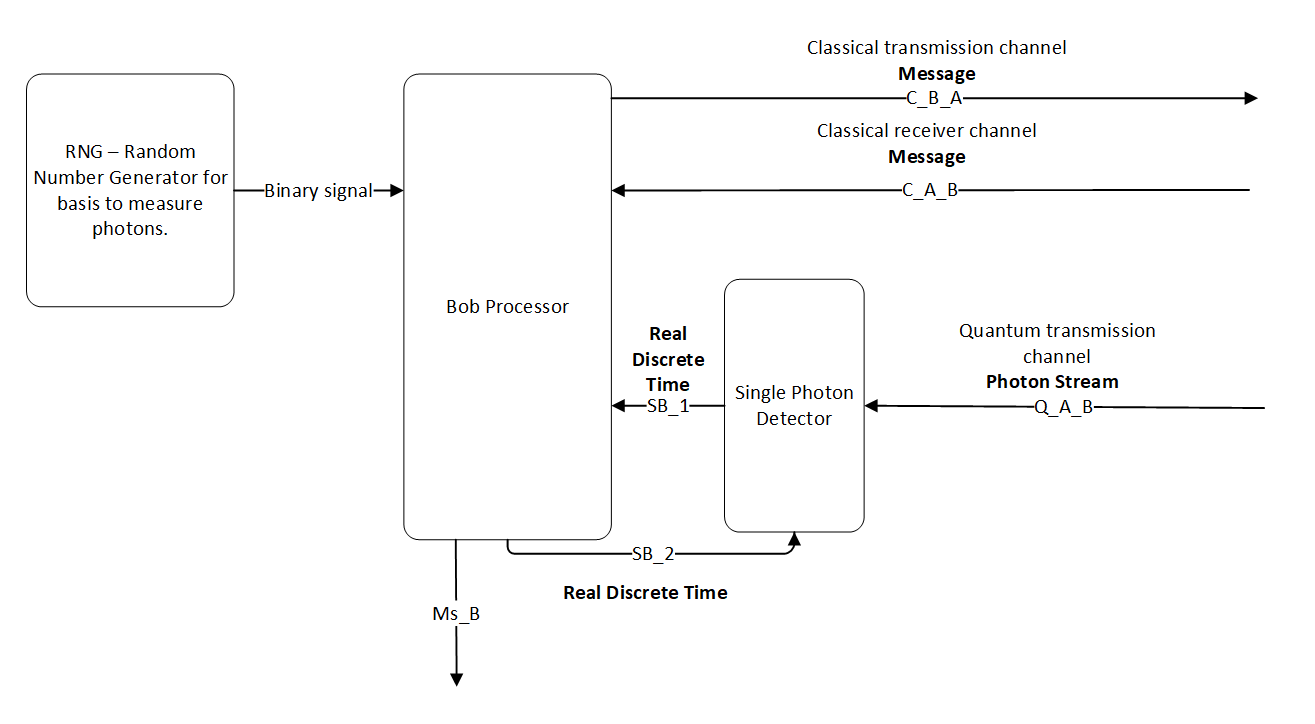 Classical transmission channel
Message
C_B_A
Classical receiver channel
Message
C_A_B
RNG – Random
Number Generator for
basis to measure
photons.
Binary signal
Bob Processor
Real
Discrete
Time
SB_1
Single Photon
Detector
Quantum transmission
channel
Photon Stream
Q_A_B
SB_2
Real Discrete Time
Ms_B